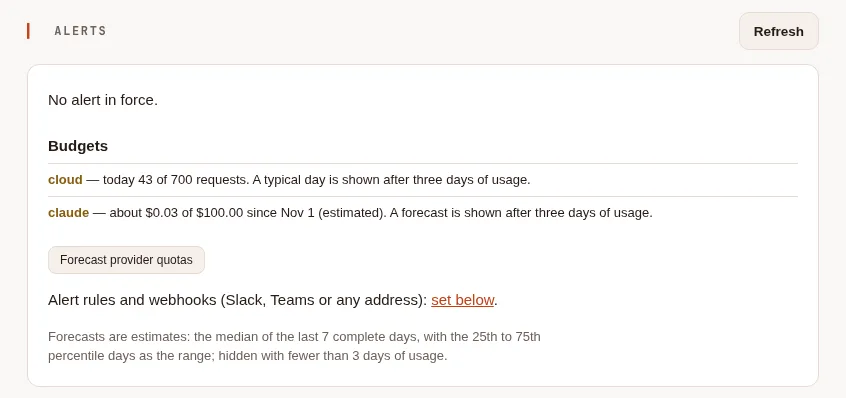 ALERTS
Refresh
No alert in force.
Budgets
cloud — today 43 of 700 requests. A typical day is shown after three days of usage.
claude — about $0.03 of $100.00 since Nov 1 (estimated). A forecast is shown after three days of usage.
Forecast provider quotas
Alert rules and webhooks (Slack, Teams or any address): set below.
Forecasts are estimates: the median of the last 7 complete days, with the 25th to 75th
percentile days as the range; hidden with fewer than 3 days of usage.